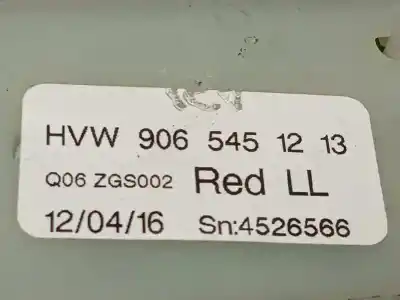 HVW 906 545 12 13
Q06 ZGS002 Red LL
12/04/16 Sn:4526566